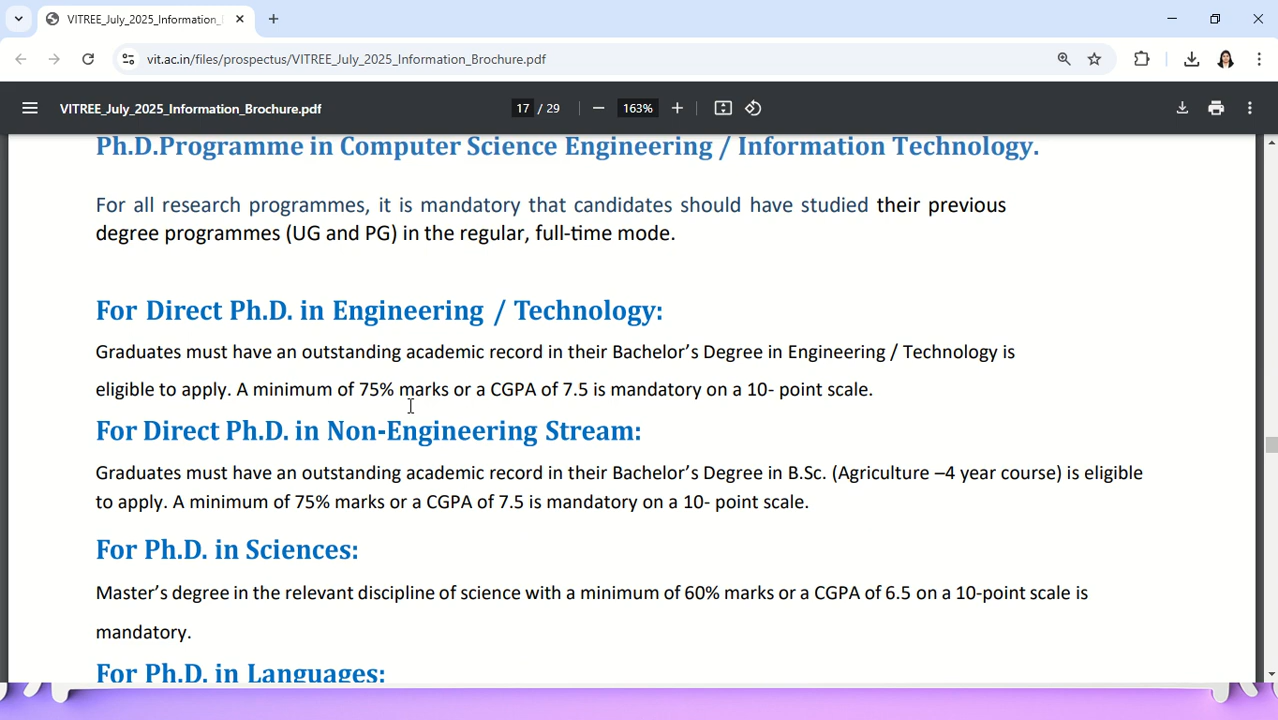 VITREE_July_2025_Information_
vit.ac.in/files/prospectus/VITREE_July_2025_Information_Brochure.pdf
VITREE_July_2025_Information_Brochure.pdf
17 / 29
163%
Ph.D.Programme in Computer Science Engineering / Information Technology.
For all research programmes, it is mandatory that candidates should have studied their previous
degree programmes (UG and PG) in the regular, full-time mode.
For Direct Ph.D. in Engineering / Technology:
Graduates must have an outstanding academic record in their Bachelor’s Degree in Engineering / Technology is
eligible to apply. A minimum of 75% marks or a CGPA of 7.5 is mandatory on a 10- point scale.
For Direct Ph.D. in Non-Engineering Stream:
Graduates must have an outstanding academic record in their Bachelor’s Degree in B.Sc. (Agriculture –4 year course) is eligible
to apply. A minimum of 75% marks or a CGPA of 7.5 is mandatory on a 10- point scale.
For Ph.D. in Sciences:
Master’s degree in the relevant discipline of science with a minimum of 60% marks or a CGPA of 6.5 on a 10-point scale is
mandatory.
For Ph.D. in Languages: